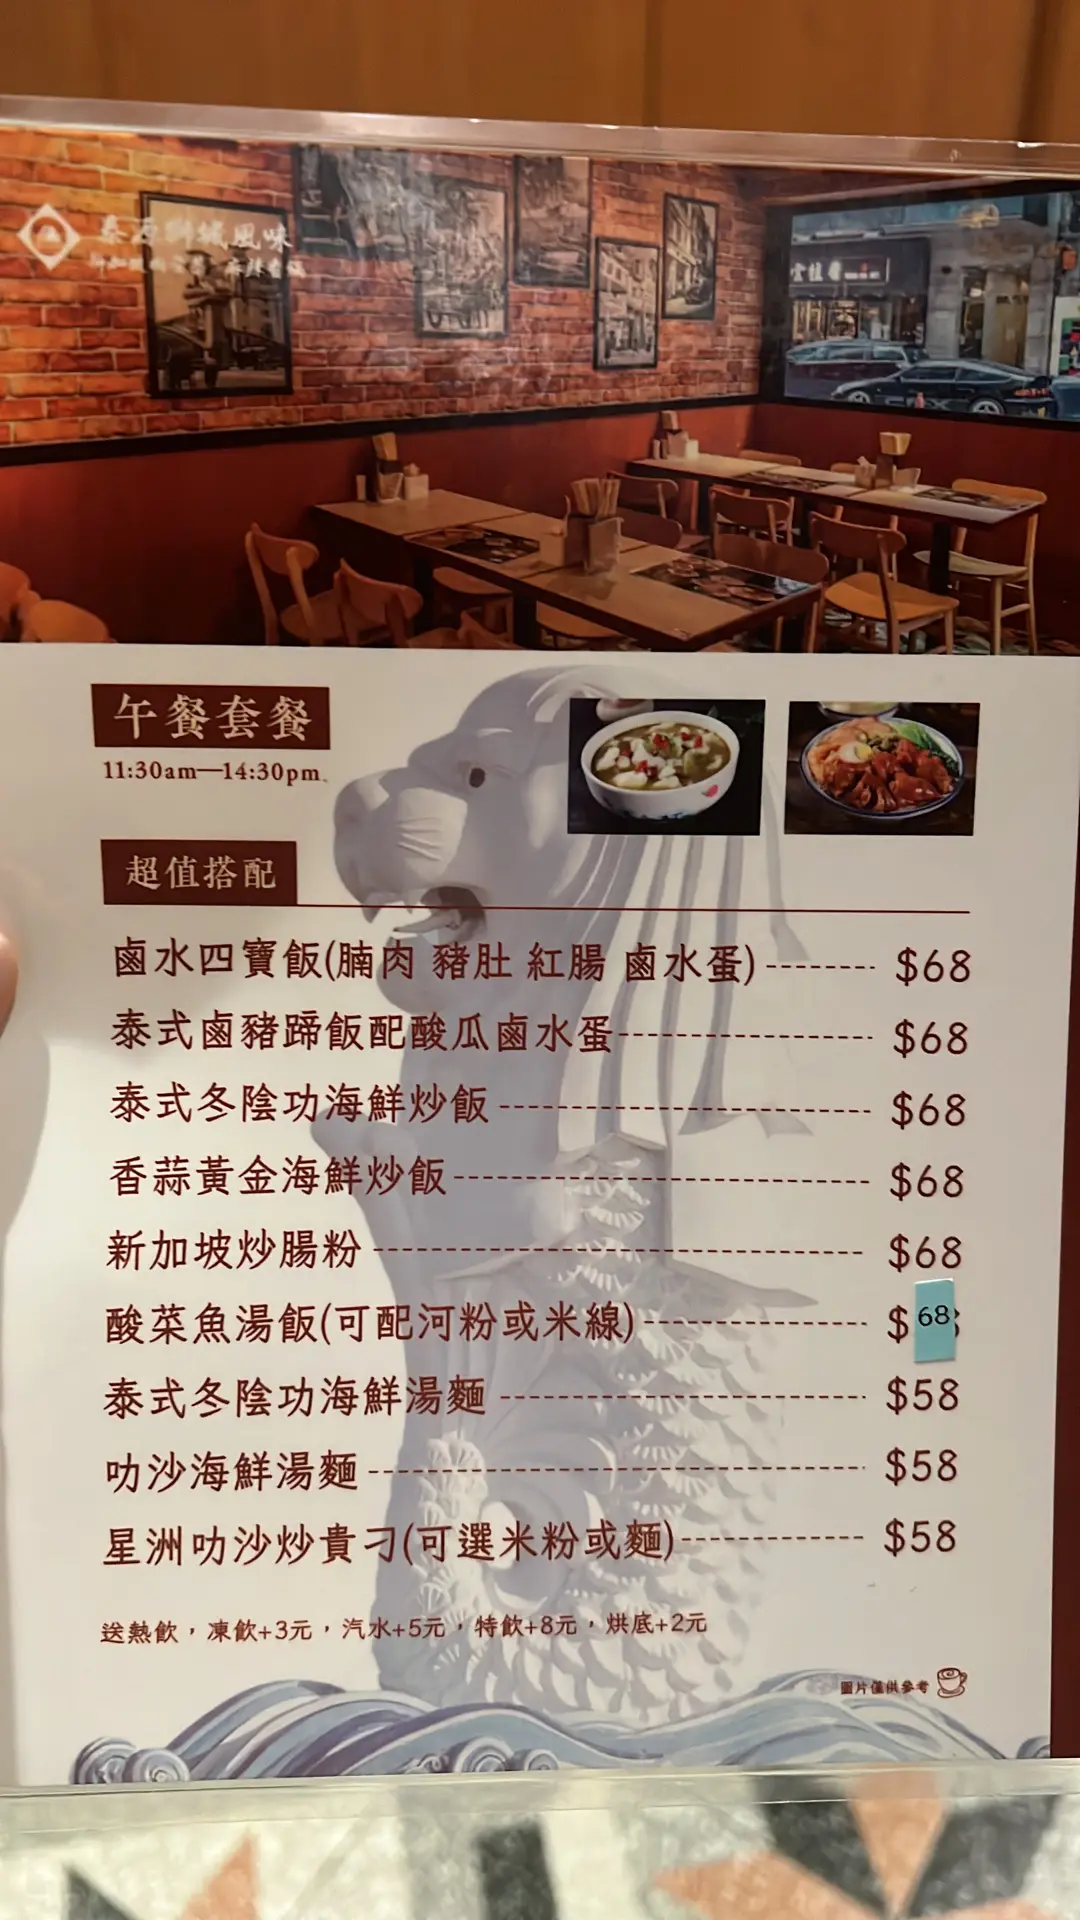 風味
午餐套餐
11:30am—14:30pm
超值搭配
鹵水四寶飯(腩肉 豬肚 紅腸 鹵水蛋) $68
泰式鹵豬蹄飯配酸瓜鹵水蛋 $68
泰式冬陰功海鮮炒飯 $68
香蒜黃金海鮮炒飯 $68
新加坡炒腸粉 $68
酸菜魚湯飯(可配河粉或米線) $68
泰式冬陰功海鮮湯麵 $58
叻沙海鮮湯麵 $58
星洲叻沙炒貴刁(可選米粉或麵) $58
送熱飲，凍飲+3元，汽水+5元，特飲+8元，烘底+2元
圖片僅供參考